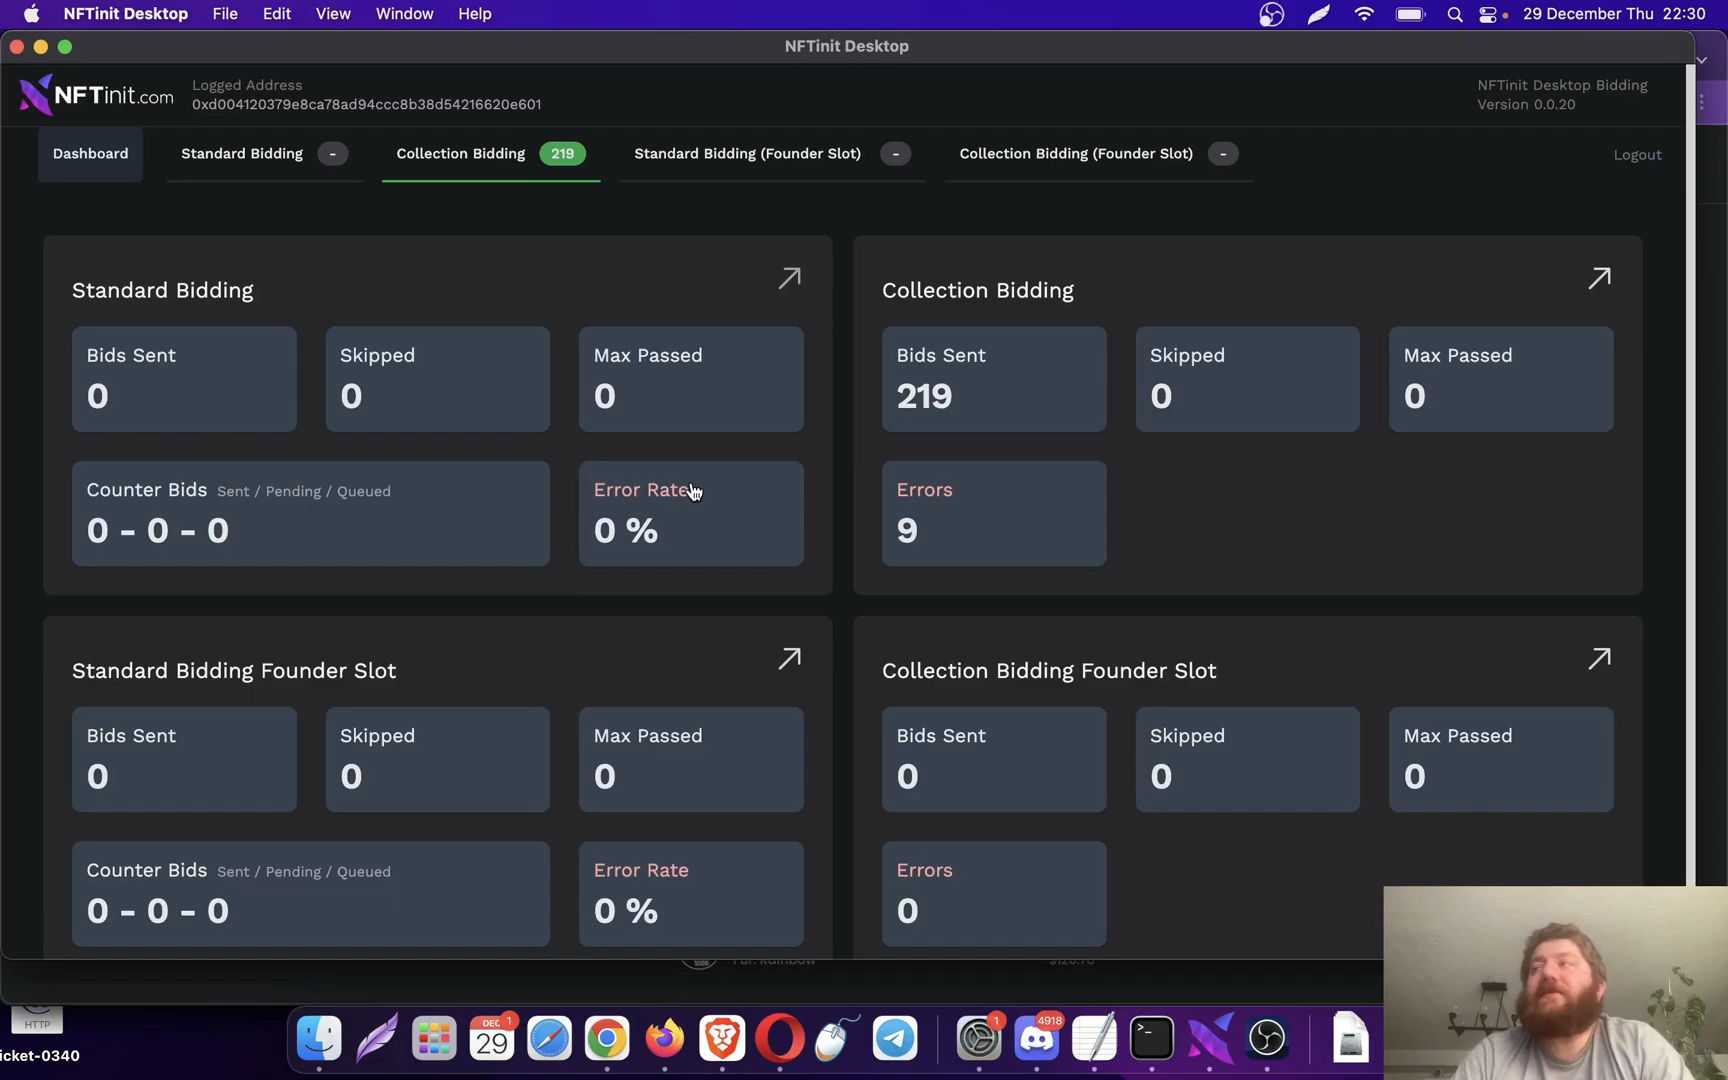 NFTinit Desktop File Edit View Window Help 29 December Thu 22:30
NFTinit Desktop
NFTinit.com
Logged Address
0xd004120379e8ca78ad94ccc8b38d54216620e601
NFTinit Desktop Bidding
Version 0.0.20
Dashboard Standard Bidding - Collection Bidding 219 Standard Bidding (Founder Slot) - Collection Bidding (Founder Slot) - Logout
Standard Bidding
Bids Sent Skipped Max Passed
0 0 0
Counter Bids Sent / Pending / Queued Error Rate
0 - 0 - 0 0 %
Collection Bidding
Bids Sent Skipped Max Passed
219 0 0
Errors
9
Standard Bidding Founder Slot
Bids Sent Skipped Max Passed
0 0 0
Counter Bids Sent / Pending / Queued Error Rate
0 - 0 - 0 0 %
Collection Bidding Founder Slot
Bids Sent Skipped Max Passed
0 0 0
Errors
0
HTTP
icket-0340
DEC 1
29
1
4918